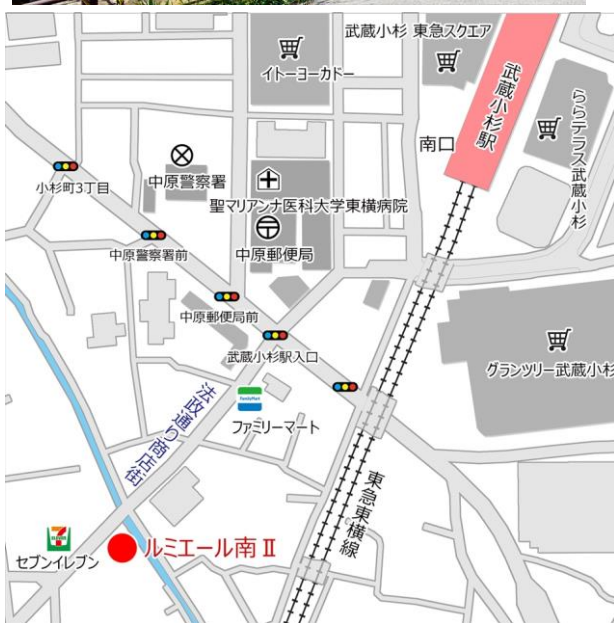 武蔵小杉 東急スクエア
イトーヨーカドー
武蔵小杉駅
南口
ららテラス武蔵小杉
小杉町3丁目
中原警察署
聖マリアンナ医科大学東横病院
中原郵便局
中原警察署前
中原郵便局前
武蔵小杉駅入口
グランツリー武蔵小杉
FamilyMart
ファミリーマート
法政通り商店街
東急東横線
7
ELEVEN
セブンイレブン
ルミエール南Ⅱ